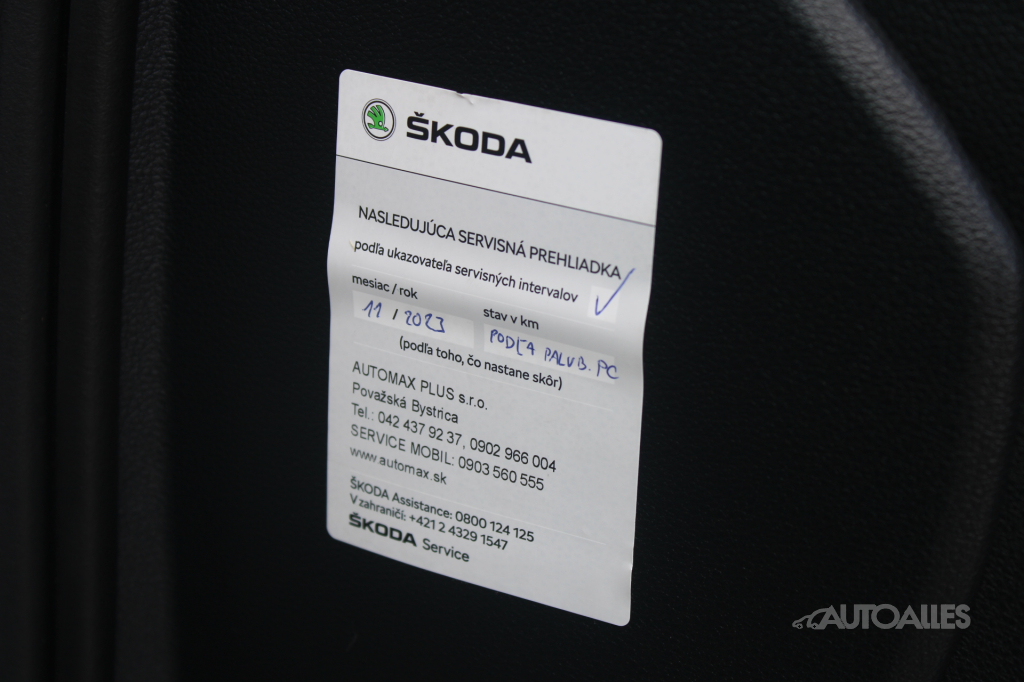 ŠKODA
NASLEDUJÚCA SERVISNÁ PREHLIADKA
podľa ukazovateľa servisných intervalov
mesiac / rok
stav v km
11 / 2023
PODĽA PALUB. PC
(podľa toho, čo nastane skôr)
AUTOMAX PLUS s.r.o.
Považská Bystrica
Tel.: 042 437 92 37, 0902 966 004
SERVICE MOBIL: 0903 560 555
www.automax.sk
ŠKODA Assistance: 0800 124 125
V zahraničí: +421 2 4329 1547
ŠKODA Service
AUTOALLES